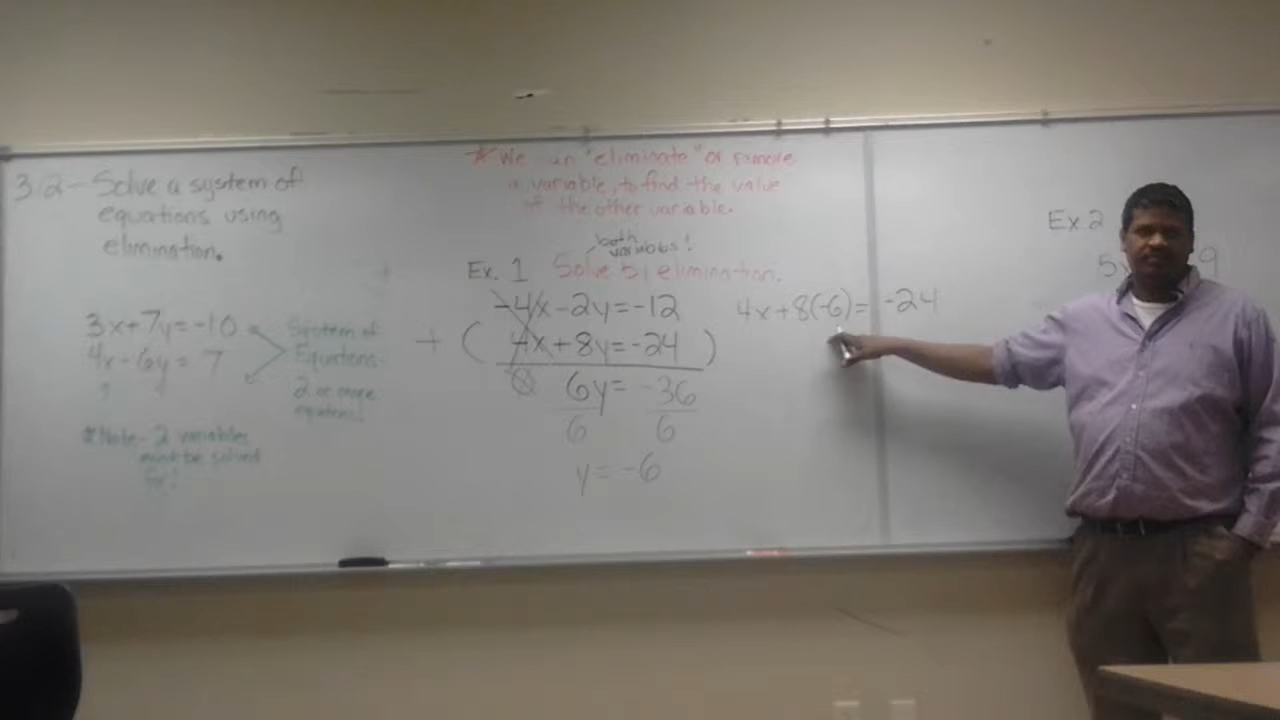 3.2 - Solve a system of
equations using
elimination.
3x+7y=-10
4x-6y=7
System of
Equations-
2 or more
equations!
*Note- 2 variables
must be solved
for!
*We can "eliminate" or remove
a variable, to find the value
of the other variable.
both
variables!
Ex. 1 Solve by elimination.
-4x-2y=-12
+ ( 4x+8y=-24 )
6y=-36
6 6
y=-6
4x+8(-6)=-24
Ex.2
5
9